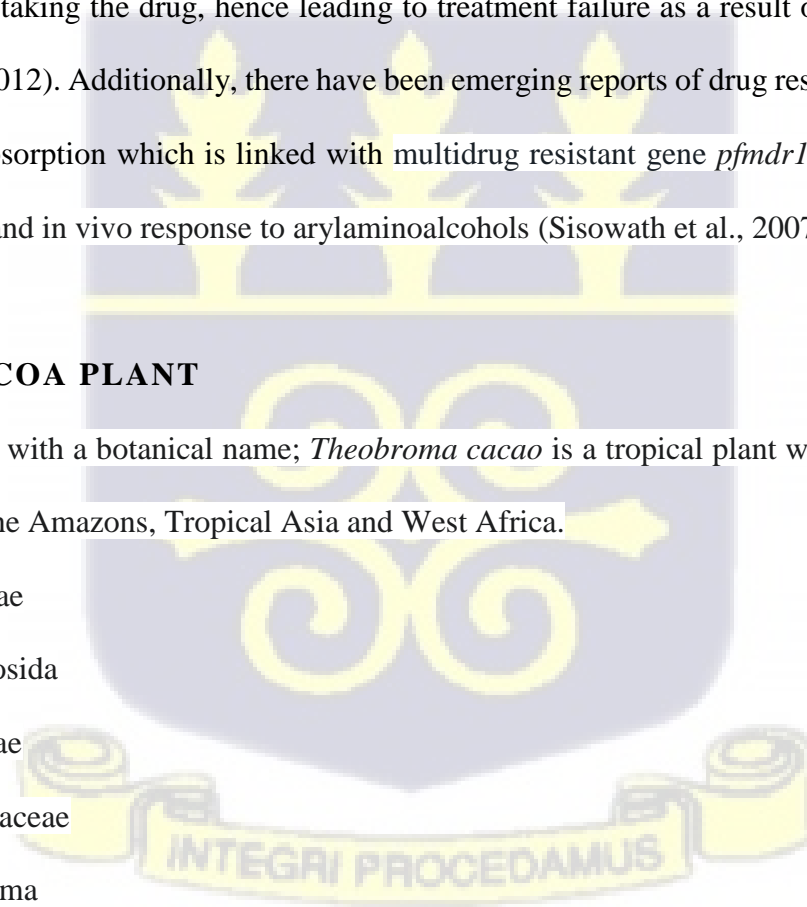 taking the drug, hence leading to treatment failure as a result o
012). Additionally, there have been emerging reports of drug res
sorption which is linked with multidrug resistant gene pfmdr1
and in vivo response to arylaminoalcohols (Sisowath et al., 2007
COA PLANT
with a botanical name; Theobroma cacao is a tropical plant w
ne Amazons, Tropical Asia and West Africa.
ae
osida
ae
aceae
INTEGRI PROCEDAMUS
ma